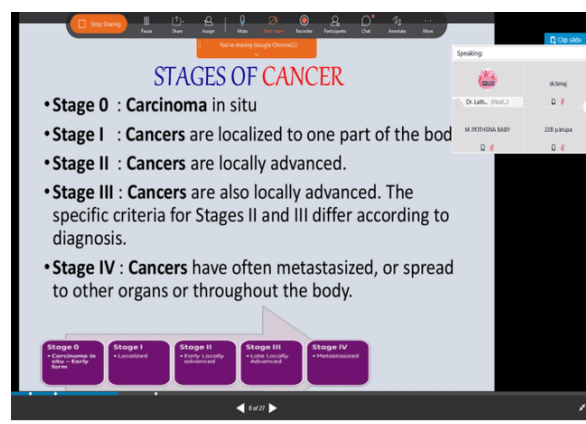 Stop Sharing
Pause
Share
Assign
Mute
Start video
Recorder
Participants
Chat
Annotate
More
You're sharing Google Chrome(2)
Clip slide
Speaking:
Dr. Lath... (Host...)
M JYOTHSNA BABY
22B p.krupa
STAGES OF CANCER
•Stage 0 : Carcinoma in situ
•Stage I : Cancers are localized to one part of the bod
•Stage II : Cancers are locally advanced.
•Stage III : Cancers are also locally advanced. The
specific criteria for Stages II and III differ according to
diagnosis.
•Stage IV : Cancers have often metastasized, or spread
to other organs or throughout the body.
Stage 0
• Carcinoma in
situ - Early
form
Stage I
• Localized
Stage II
• Early Locally
advanced
Stage III
• Late Locally
Advanced
Stage IV
• Metastasized
8 of 27